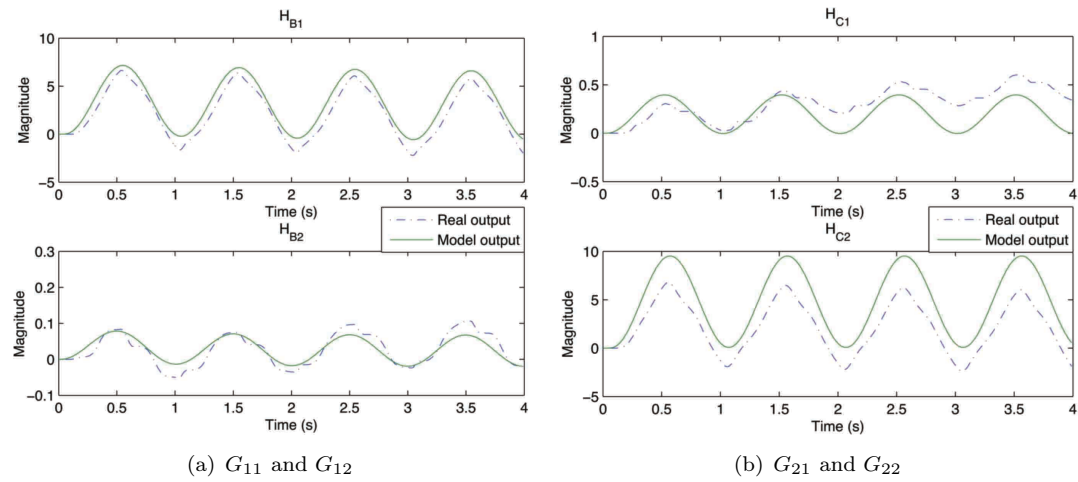 H_B1
10
5
0
−5
Magnitude
0 0.5 1 1.5 2 2.5 3 3.5 4
Time (s)
Real output
Model output
H_B2
0.3
0.2
0.1
0
−0.1
Magnitude
0 0.5 1 1.5 2 2.5 3 3.5 4
Time (s)
(a) G11 and G12
H_C1
1
0.5
0
0.5
Magnitude
0 0.5 1 1.5 2 2.5 3 3.5 4
Time (s)
Real output
Model output
H_C2
10
5
0
−5
Magnitude
0 0.5 1 1.5 2 2.5 3 3.5 4
Time (s)
(b) G21 and G22